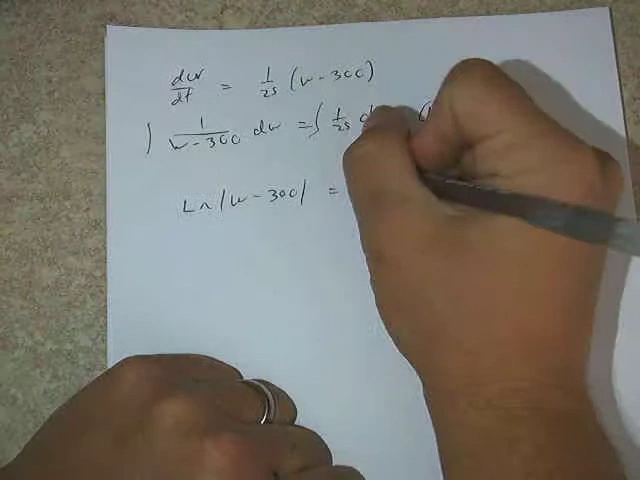 dw/dt = 1/25 (w - 300)
∫ 1/(w - 300) dw = ∫ 1/25 d
Ln|w - 300| =